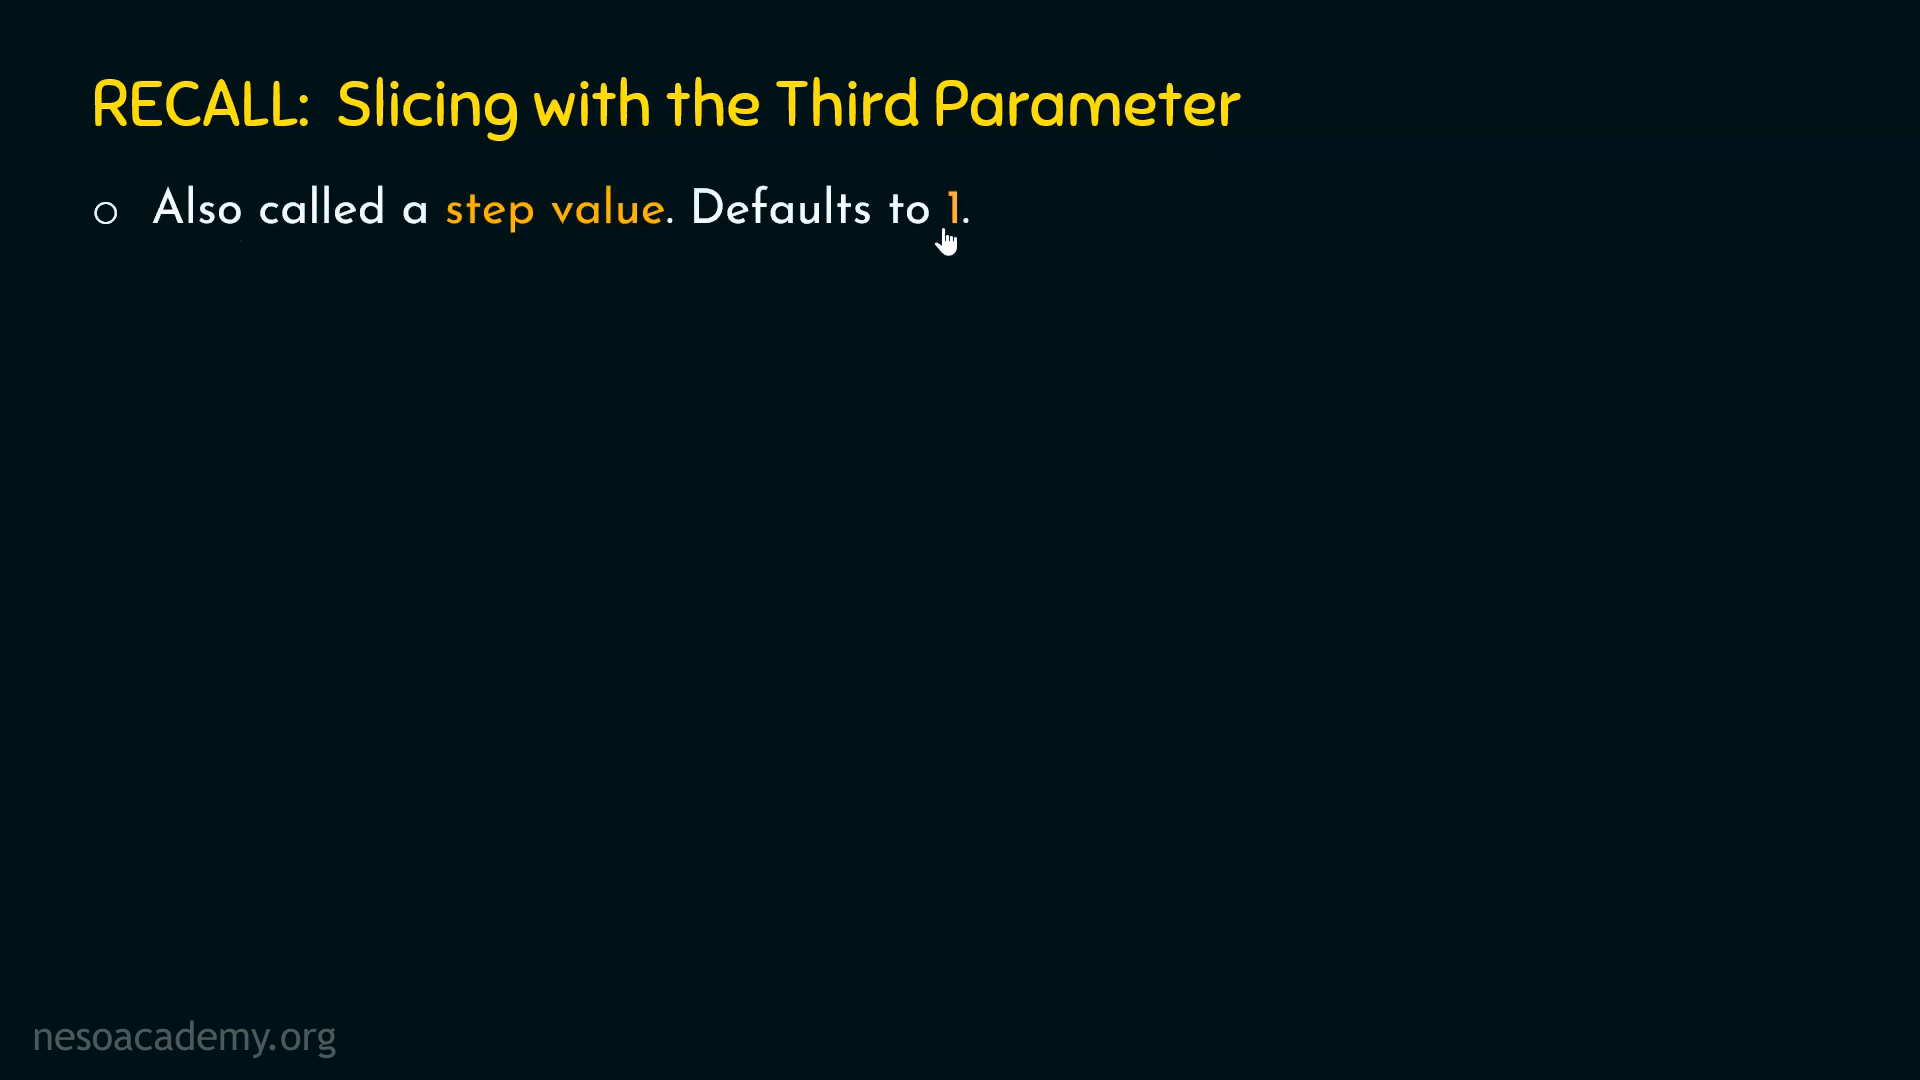 RECALL: Slicing with the Third Parameter
Also called a step value. Defaults to 1.
nesoacademy.org